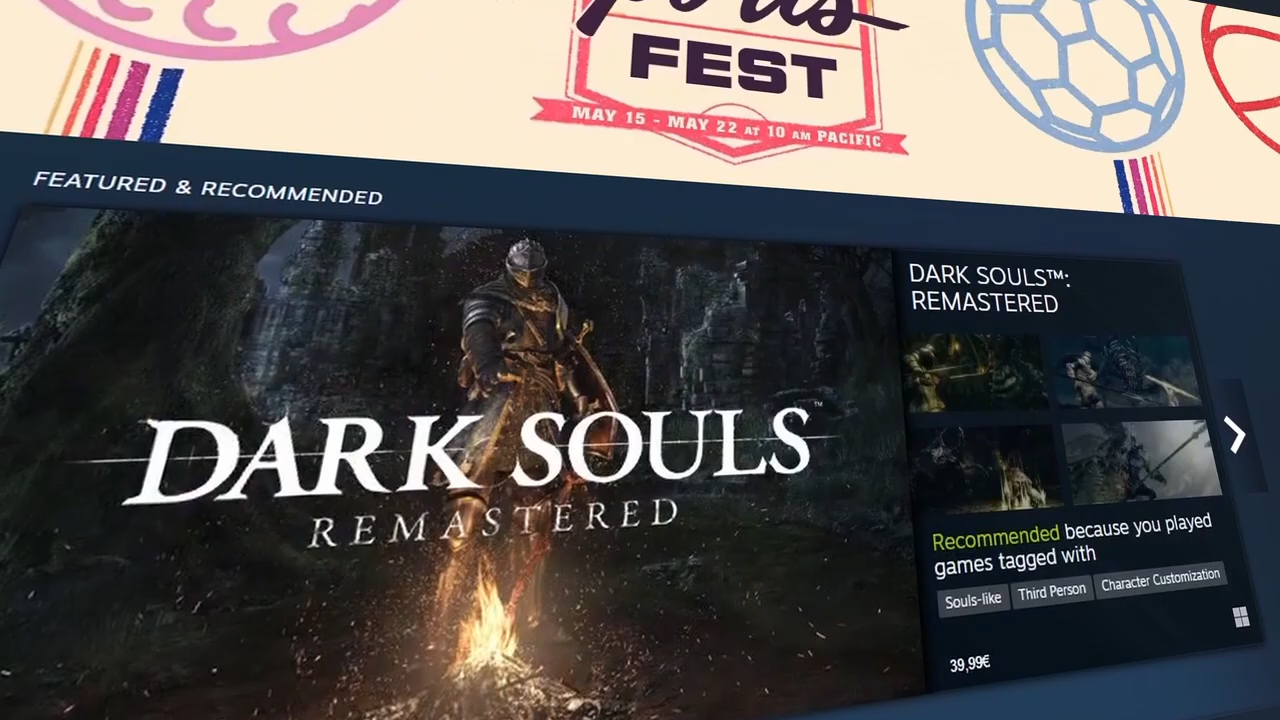 FEST
MAY 15 - MAY 22 AT 10 AM PACIFIC
FEATURED & RECOMMENDED
DARK SOULS™
REMASTERED
DARK SOULS™:
REMASTERED
Recommended because you played
games tagged with
Souls-like Third Person Character Customization
39,99€